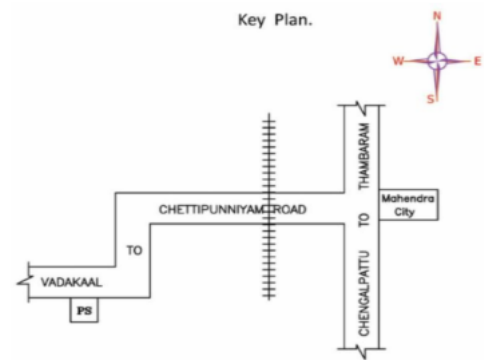 Key Plan.
N
W E
S
THAMBARAM
CHETTIPUNNIYAM ROAD
TO
Mahendra
City
TO
VADAKAAL
CHENGALPATTU
PS